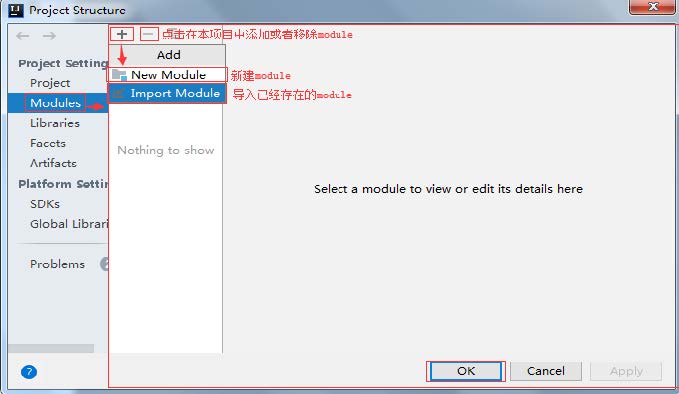 Project Structure
点击在本项目中添加或者移除module
Add
Project Setting
New Module
新建module
Project
Import Module
导入已经存在的module
Modules
Libraries
Facets
Artifacts
Nothing to show
Platform Settin
SDKs
Select a module to view or edit its details here
Global Librari
Problems
?
OK
Cancel
Apply